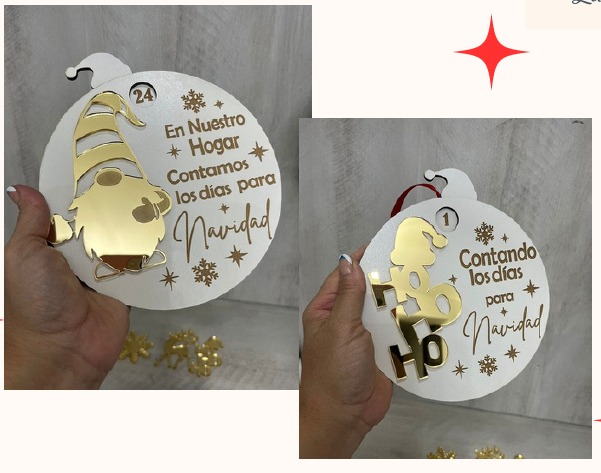 24
En Nuestro
Hogar
Contamos
los días para
Navidad
1
Contando
los días
para
Navidad
HO
HO
HO